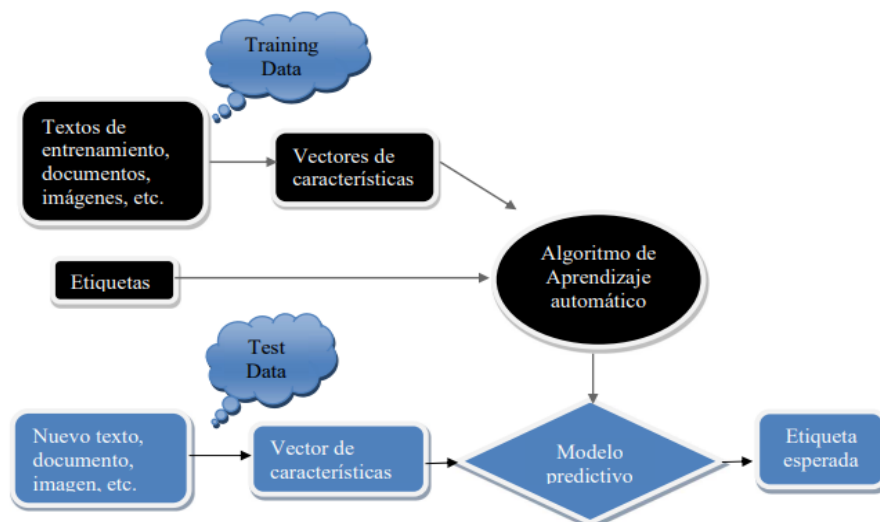 Training
Data
Textos de
entrenamiento,
documentos,
imágenes, etc.
Vectores de
características
Algoritmo de
Aprendizaje
automático
Etiquetas
Test
Data
Nuevo texto,
documento,
imagen, etc.
Vector de
características
Modelo
predictivo
Etiqueta
esperada